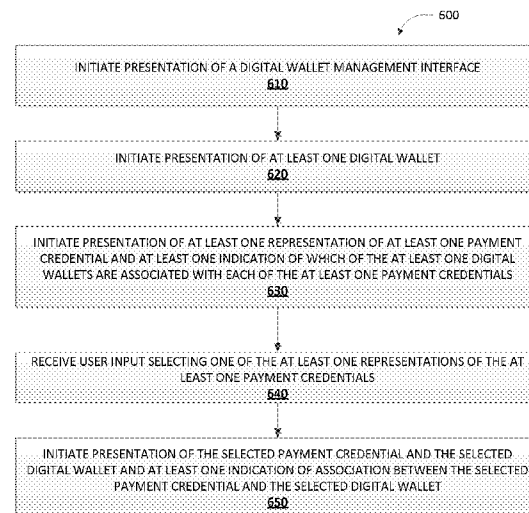 600
INITIATE PRESENTATION OF A DIGITAL WALLET MANAGEMENT INTERFACE
610
INITIATE PRESENTATION OF AT LEAST ONE DIGITAL WALLET
620
INITIATE PRESENTATION OF AT LEAST ONE REPRESENTATION OF AT LEAST ONE PAYMENT
CREDENTIAL AND AT LEAST ONE INDICATION OF WHICH OF THE AT LEAST ONE DIGITAL
WALLETS ARE ASSOCIATED WITH EACH OF THE AT LEAST ONE PAYMENT CREDENTIALS
630
RECEIVE USER INPUT SELECTING ONE OF THE AT LEAST ONE REPRESENTATIONS OF THE AT
LEAST ONE PAYMENT CREDENTIALS
640
INITIATE PRESENTATION OF THE SELECTED PAYMENT CREDENTIAL AND THE SELECTED
DIGITAL WALLET AND AT LEAST ONE INDICATION OF ASSOCIATION BETWEEN THE SELECTED
PAYMENT CREDENTIAL AND THE SELECTED DIGITAL WALLET
650